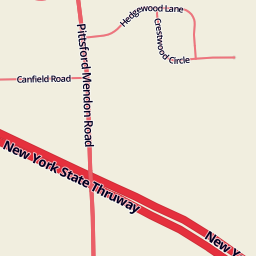 Hedgewood Lane
Crestwood Circle
Pittsford Mendon Road
Canfield Road
New York State Thruway
New Y